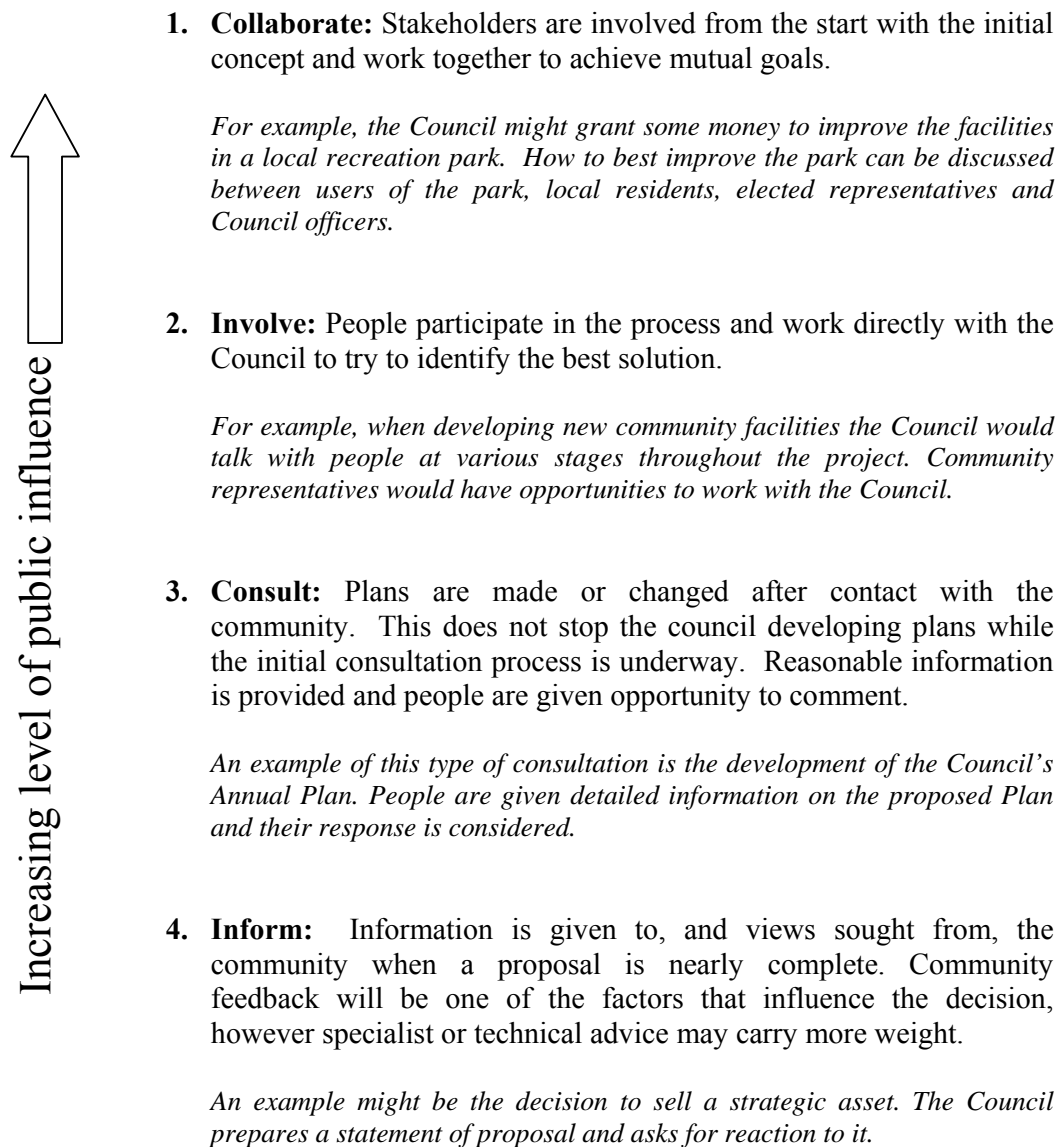 1. Collaborate: Stakeholders are involved from the start with the initial
concept and work together to achieve mutual goals.
For example, the Council might grant some money to improve the facilities
in a local recreation park. How to best improve the park can be discussed
between users of the park, local residents, elected representatives and
Council officers.
2. Involve: People participate in the process and work directly with the
Council to try to identify the best solution.
For example, when developing new community facilities the Council would
talk with people at various stages throughout the project. Community
representatives would have opportunities to work with the Council.
3. Consult: Plans are made or changed after contact with the
community. This does not stop the council developing plans while
the initial consultation process is underway. Reasonable information
is provided and people are given opportunity to comment.
An example of this type of consultation is the development of the Council’s
Annual Plan. People are given detailed information on the proposed Plan
and their response is considered.
4. Inform: Information is given to, and views sought from, the
community when a proposal is nearly complete. Community
feedback will be one of the factors that influence the decision,
however specialist or technical advice may carry more weight.
An example might be the decision to sell a strategic asset. The Council
prepares a statement of proposal and asks for reaction to it.
Increasing level of public influence